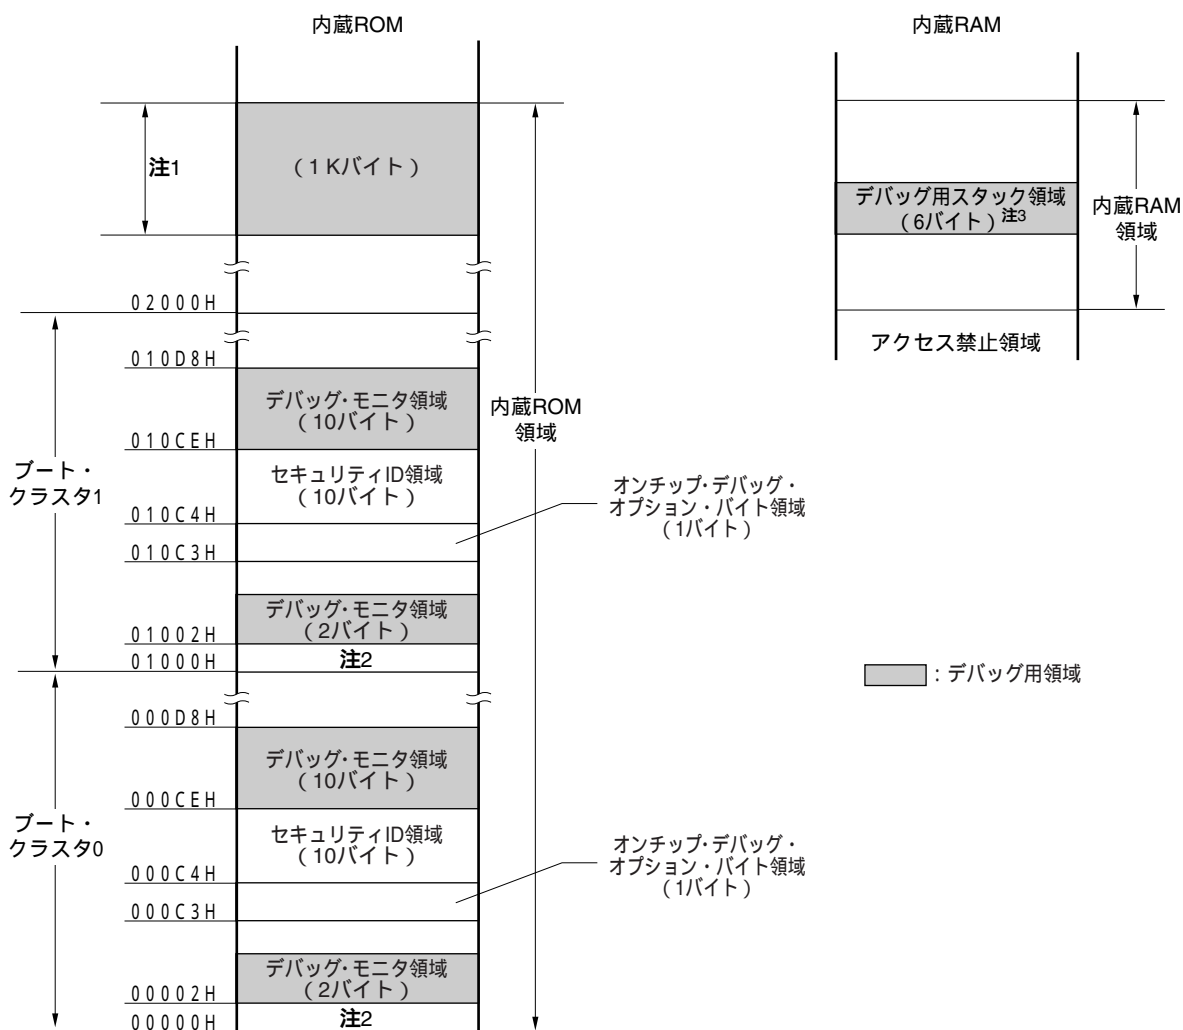 内蔵ROM
注1
(1 Kバイト)
02000H
010D8H
デバッグ・モニタ領域
(10バイト)
内蔵ROM
領域
010CEH
ブート・
クラスタ1
セキュリティID領域
(10バイト)
オンチップ・デバッグ・
オプション・バイト領域
(1バイト)
010C4H
010C3H
デバッグ・モニタ領域
(2バイト)
01002H
01000H
注2
000D8H
デバッグ・モニタ領域
(10バイト)
000CEH
ブート・
クラスタ0
セキュリティID領域
(10バイト)
オンチップ・デバッグ・
オプション・バイト領域
(1バイト)
000C4H
000C3H
デバッグ・モニタ領域
(2バイト)
00002H
00000H
注2
内蔵RAM
デバッグ用スタック領域
(6バイト)注3
内蔵RAM
領域
アクセス禁止領域
:デバッグ用領域